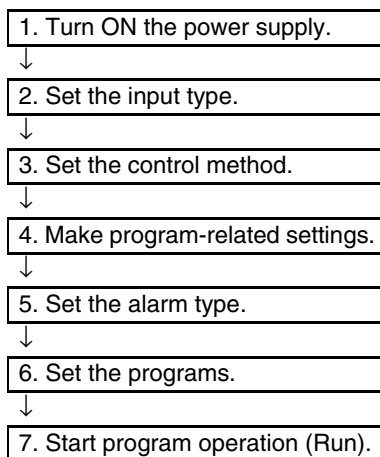 1. Turn ON the power supply.
↓
2. Set the input type.
↓
3. Set the control method.
↓
4. Make program-related settings.
↓
5. Set the alarm type.
↓
6. Set the programs.
↓
7. Start program operation (Run).